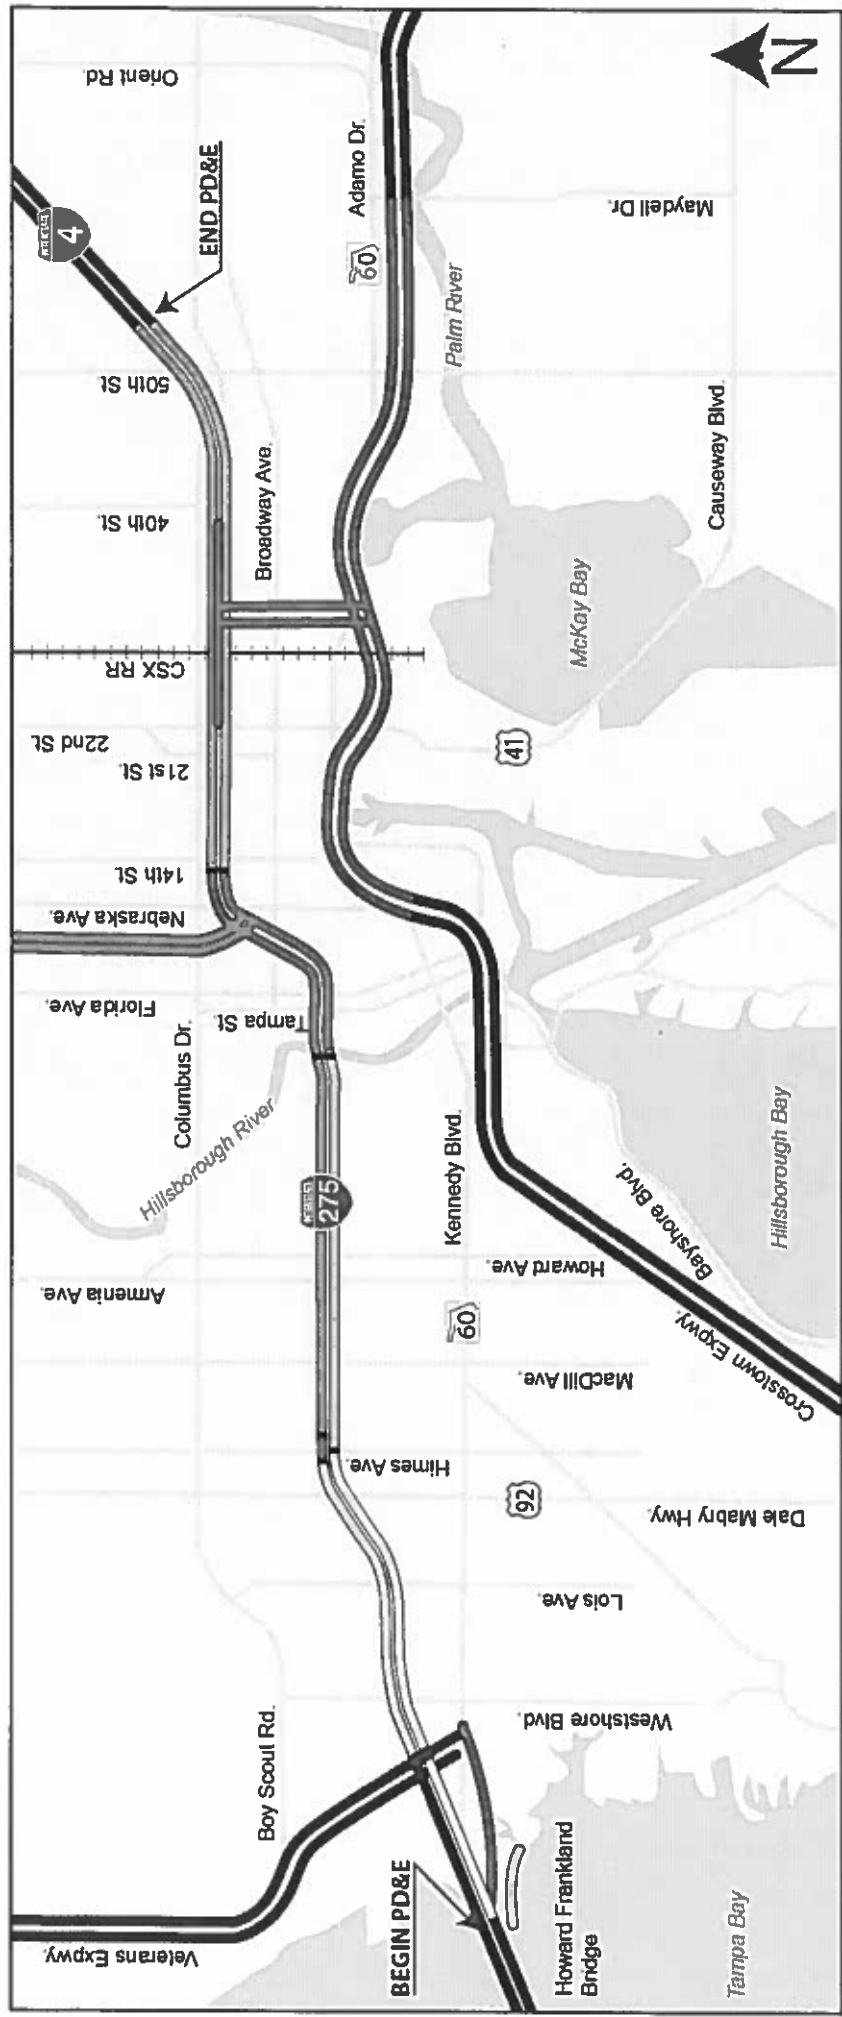 Veterans Expwy.
Boy Scout Rd.
BEGIN PD&E
Howard Frankland
Bridge
Tampa Bay
Westshore Blvd.
Lois Ave.
Dale Mabry Hwy.
92
Himes Ave.
MacDill Ave.
60
Armenia Ave.
Howard Ave.
Kennedy Blvd.
INTERSTATE
275
Hillsborough River
Columbus Dr.
Crosstown Expwy.
Bayshore Blvd.
Hillsborough Bay
Tampa St.
Florida Ave.
Nebraska Ave.
14th St.
21st St.
22nd St.
41
CSX RR
McKay Bay
Broadway Ave.
40th St.
50th St.
Causeway Blvd.
Palm River
60
Adamo Dr.
Maydell Dr.
END PD&E
INTERSTATE
4
Orient Rd.
N